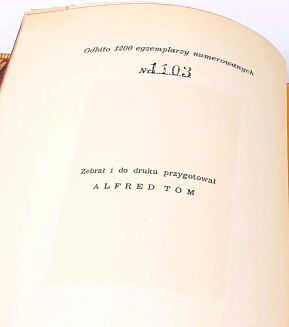 Odbito 1200 egzemplarzy numerowanych
Nr 1103
Zebrał i do druku przygotował
ALFRED TOM